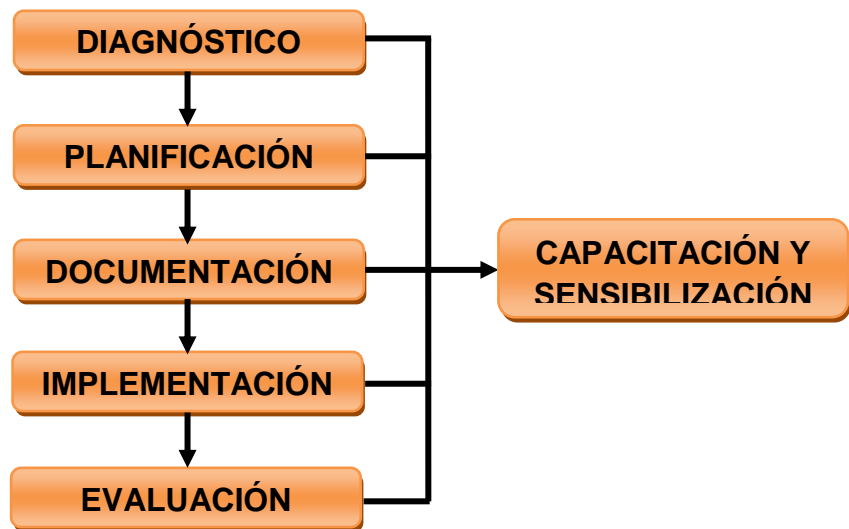 DIAGNÓSTICO
PLANIFICACIÓN
DOCUMENTACIÓN
IMPLEMENTACIÓN
EVALUACIÓN
CAPACITACIÓN Y
SENSIBILIZACIÓN